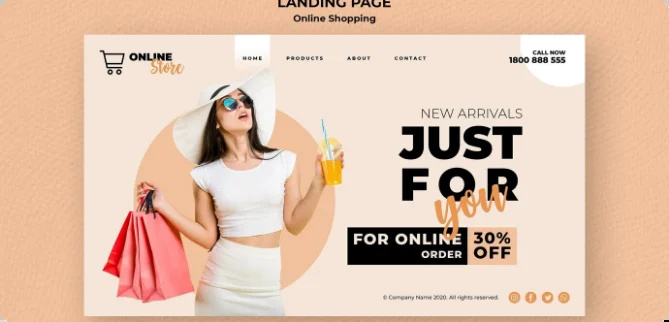 LANDING PAGE
Online Shopping
ONLINE
Store
HOME PRODUCTS ABOUT CONTACT
CALL NOW
1800 888 555
NEW ARRIVALS
JUST
FOR
you
FOR ONLINE
ORDER
30%
OFF
© Company Name 2020. All rights reserved.